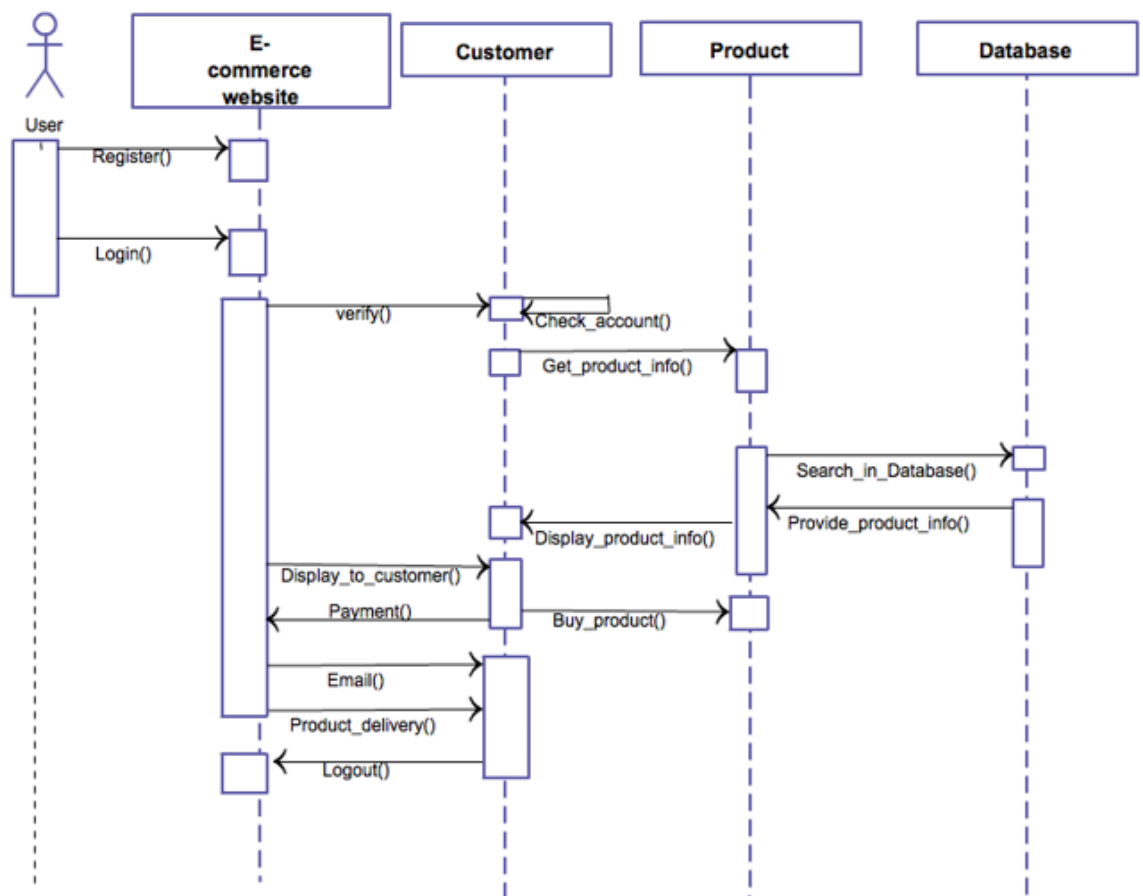 E-
commerce
website
Customer
Product
Database
User
Register()
Login()
verify()
Check_account()
Get_product_info()
Search_in_Database()
Provide_product_info()
Display_product_info()
Display_to_customer()
Payment()
Buy_product()
Email()
Product_delivery()
Logout()